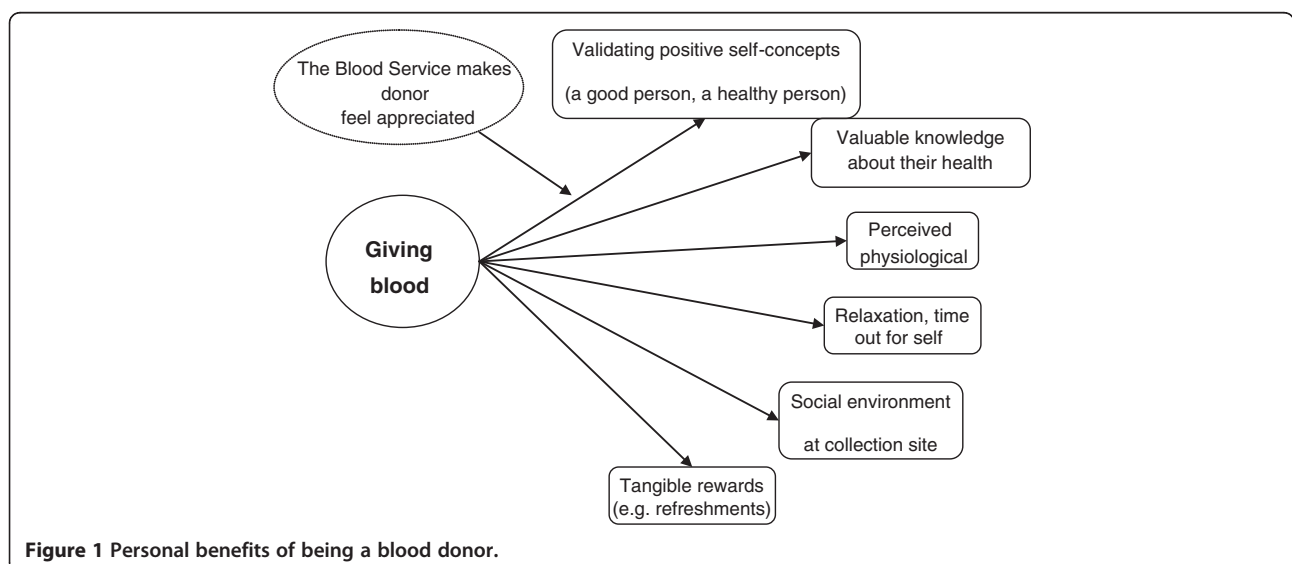 The Blood Service makes
donor
feel appreciated
Validating positive self-concepts
(a good person, a healthy person)
Valuable knowledge
about their health
Giving
blood
Perceived
physiological
Relaxation, time
out for self
Social environment
at collection site
Tangible rewards
(e.g. refreshments)
Figure 1 Personal benefits of being a blood donor.